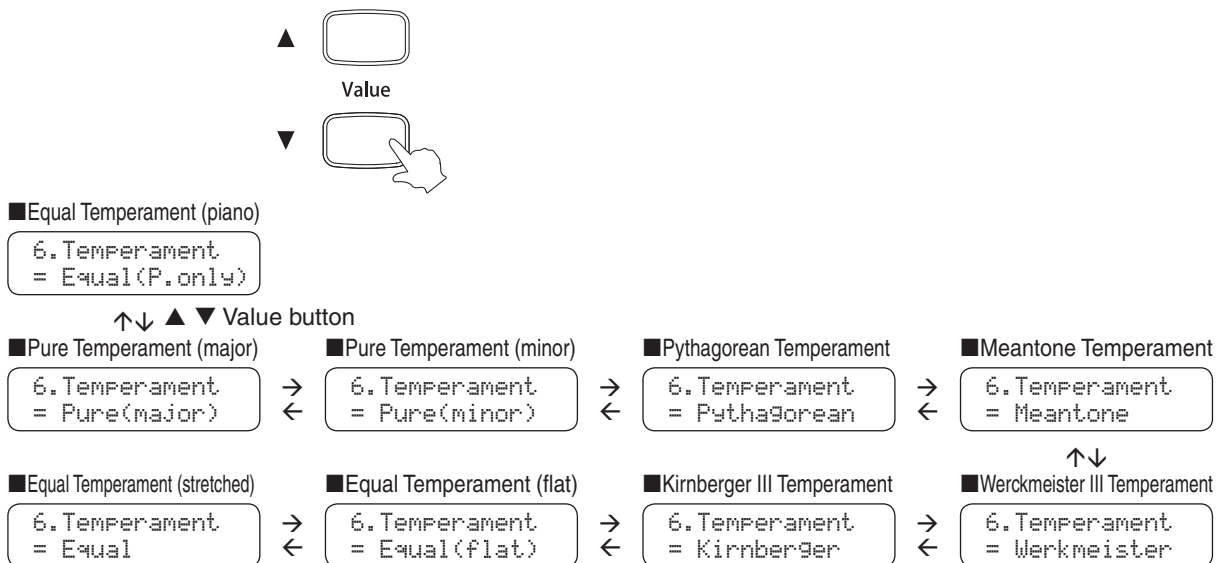 ▲
Value
▼
■Equal Temperament (piano)
6.Temperament
= Equal(P.only)
↑↓ ▲ ▼ Value button
■Pure Temperament (major) ■Pure Temperament (minor) ■Pythagorean Temperament ■Meantone Temperament
6.Temperament → 6.Temperament → 6.Temperament → 6.Temperament
= Pure(major) ← = Pure(minor) ← = Pythagorean ← = Meantone
↑↓
■Equal Temperament (stretched) ■Equal Temperament (flat) ■Kirnberger III Temperament ■Werckmeister III Temperament
6.Temperament → 6.Temperament → 6.Temperament → 6.Temperament
= Equal ← = Equal(flat) ← = Kirnberger ← = Werkmeister